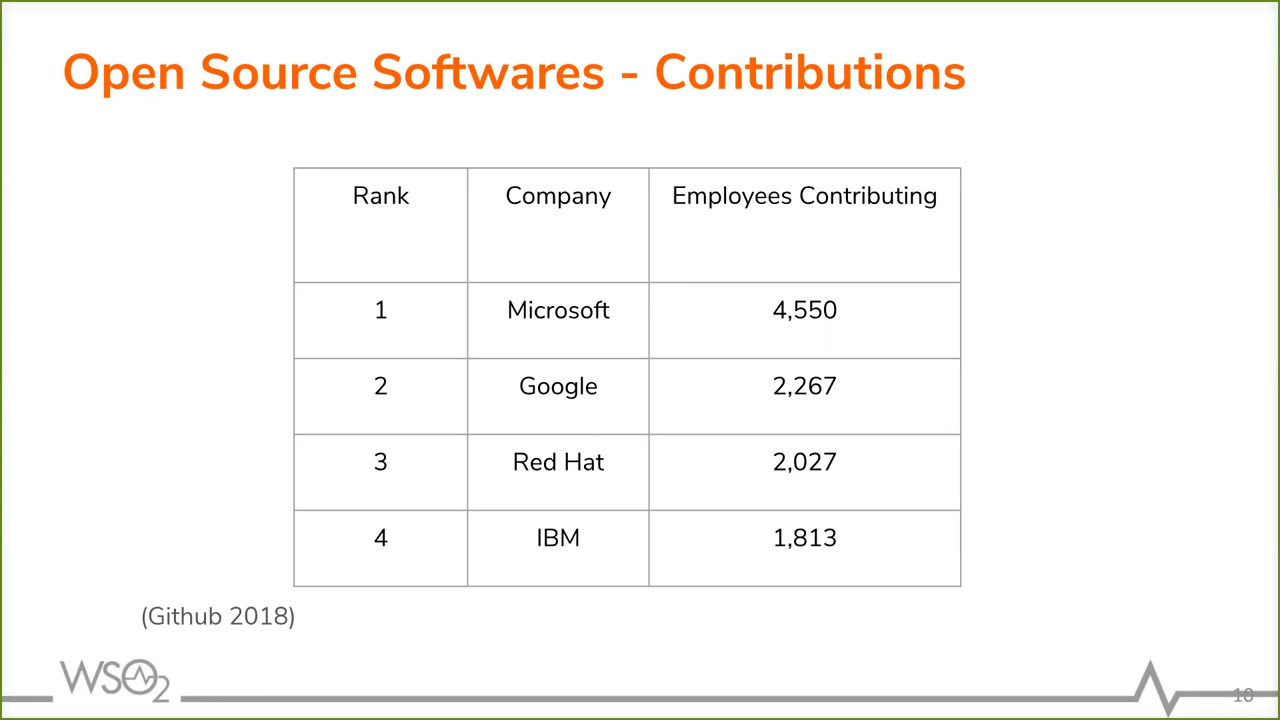 Open Source Softwares - Contributions
Rank Company Employees Contributing
1 Microsoft 4,550
2 Google 2,267
3 Red Hat 2,027
4 IBM 1,813
(Github 2018)
WSO2
10